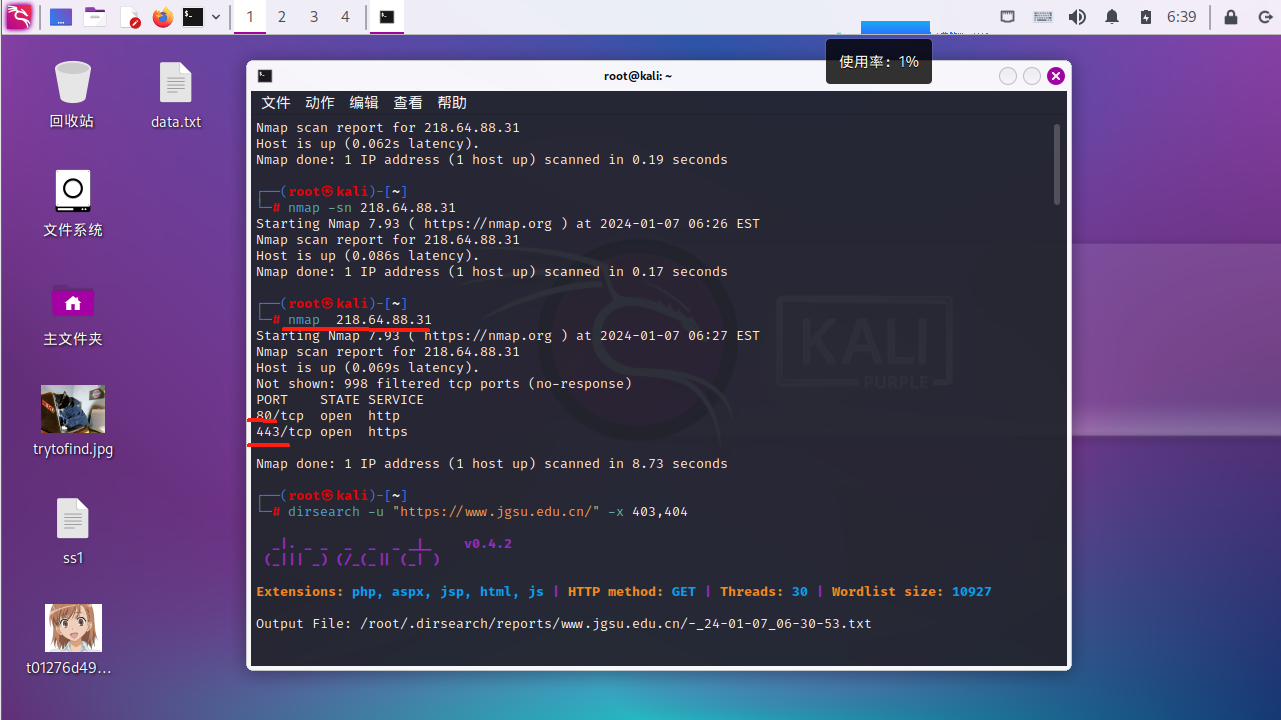 1 2 3 4
6:39
使用率：1%
root@kali: ~
文件 动作 编辑 查看 帮助
回收站
data.txt
文件系统
主文件夹
trytofind.jpg
ss1
t01276d49...
Nmap scan report for 218.64.88.31
Host is up (0.062s latency).
Nmap done: 1 IP address (1 host up) scanned in 0.19 seconds
┌──(root㉿kali)-[~]
└─# nmap -sn 218.64.88.31
Starting Nmap 7.93 ( https://nmap.org ) at 2024-01-07 06:26 EST
Nmap scan report for 218.64.88.31
Host is up (0.086s latency).
Nmap done: 1 IP address (1 host up) scanned in 0.17 seconds
┌──(root㉿kali)-[~]
└─# nmap  218.64.88.31
Starting Nmap 7.93 ( https://nmap.org ) at 2024-01-07 06:27 EST
Nmap scan report for 218.64.88.31
Host is up (0.069s latency).
Not shown: 998 filtered tcp ports (no-response)
PORT    STATE SERVICE
80/tcp  open  http
443/tcp open  https
Nmap done: 1 IP address (1 host up) scanned in 8.73 seconds
┌──(root㉿kali)-[~]
└─# dirsearch -u "https://www.jgsu.edu.cn/" -x 403,404
_|. _ _  _  _  _ _|_    v0.4.2
(_||| _) (/_(_|| (_| )
Extensions: php, aspx, jsp, html, js | HTTP method: GET | Threads: 30 | Wordlist size: 10927
Output File: /root/.dirsearch/reports/www.jgsu.edu.cn/-_24-01-07_06-30-53.txt
KALI
PURPLE